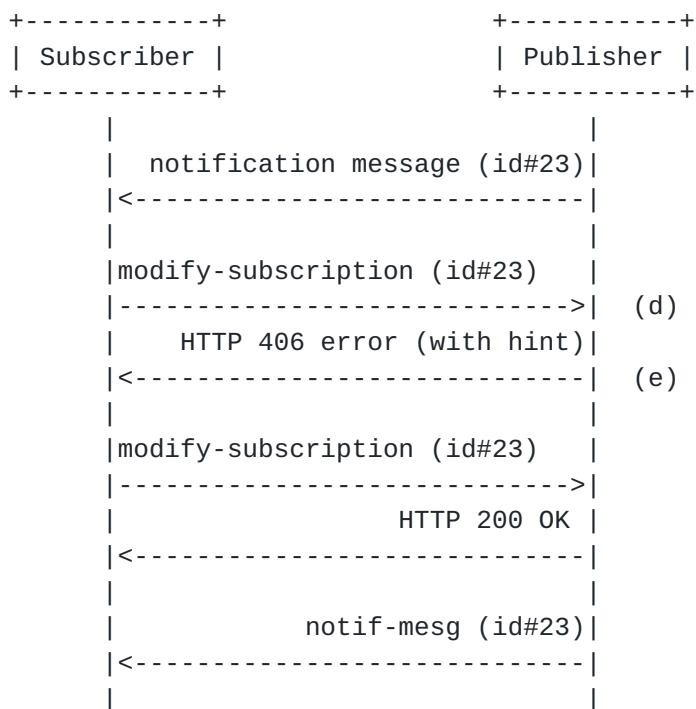 +------------+                 +-----------+
| Subscriber |                 | Publisher |
+------------+                 +-----------+
      |                              |
      |  notification message (id#23)|
      |<-----------------------------|
      |                              |
      |modify-subscription (id#23)   |
      |----------------------------->|  (d)
      |    HTTP 406 error (with hint)|
      |<-----------------------------|  (e)
      |                              |
      |modify-subscription (id#23)   |
      |----------------------------->|
      |                  HTTP 200 OK |
      |<-----------------------------|
      |                              |
      |            notif-mesg (id#23)|
      |<-----------------------------|
      |                              |